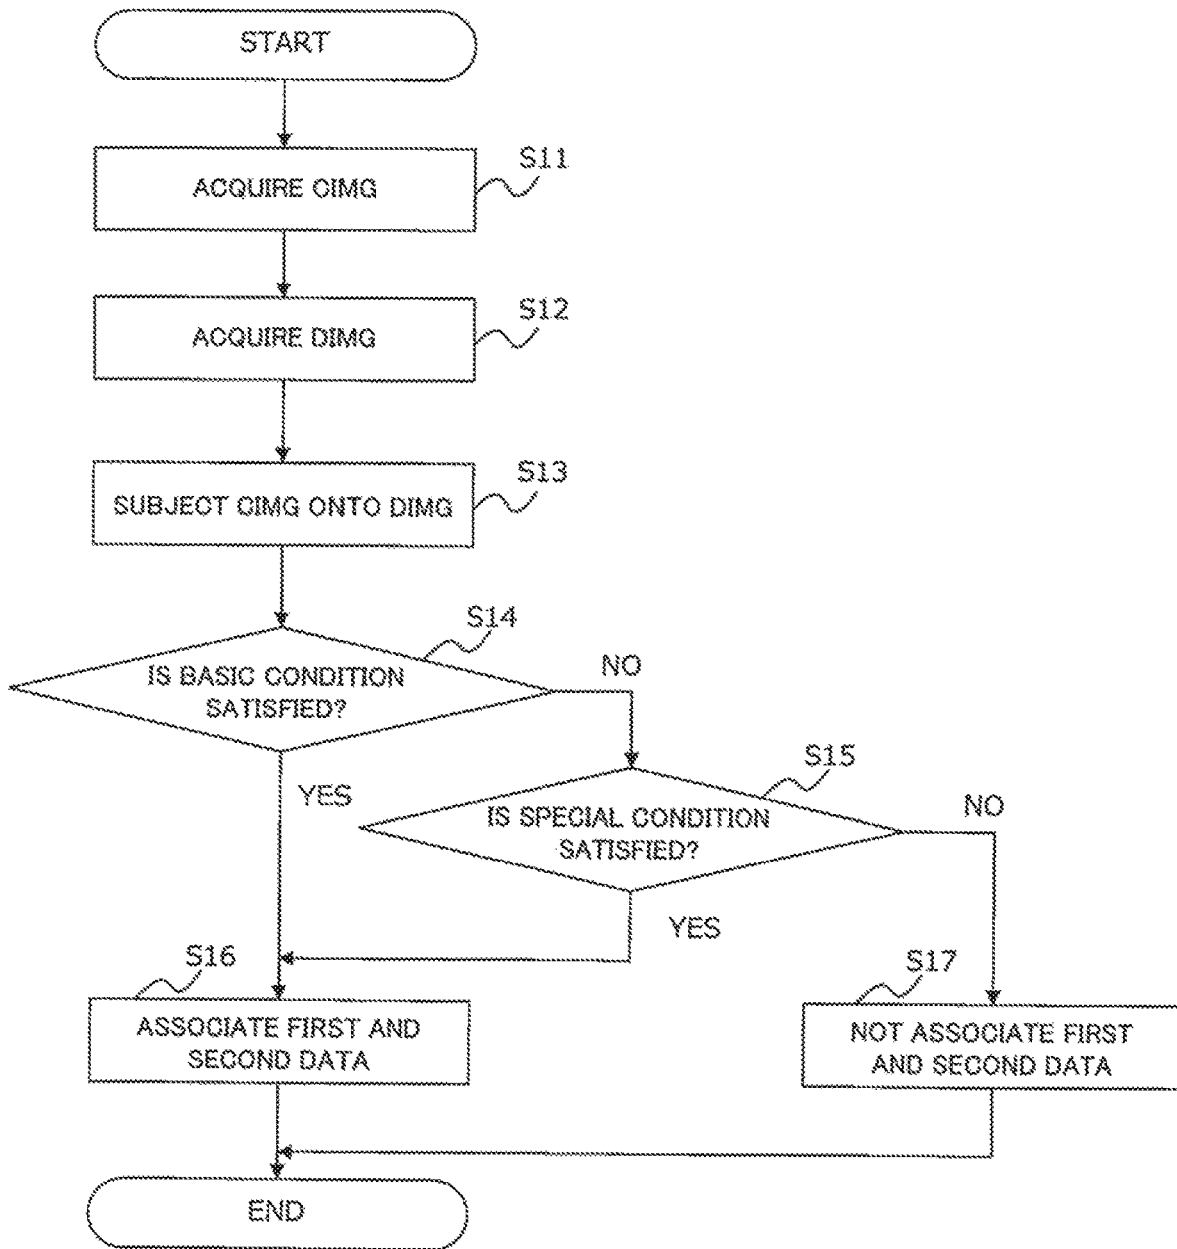 START
S11
ACQUIRE CIMG
S12
ACQUIRE DIMG
S13
SUBJECT CIMG ONTO DIMG
S14
IS BASIC CONDITION
SATISFIED?
NO
YES
S15
IS SPECIAL CONDITION
SATISFIED?
NO
YES
S16
ASSOCIATE FIRST AND
SECOND DATA
S17
NOT ASSOCIATE FIRST
AND SECOND DATA
END